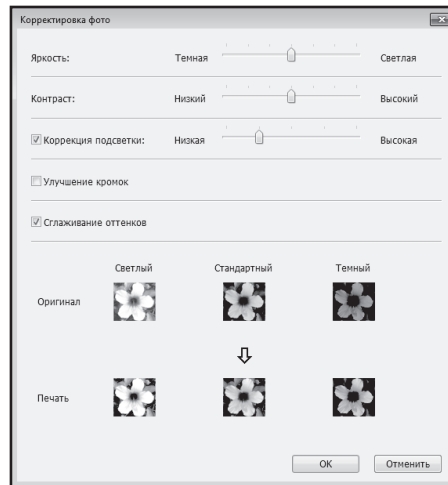 Корректировка фото
Яркость: Темная Светлая
Контраст: Низкий Высокий
Коррекция подсветки: Низкая Высокая
Улучшение кромок
Сглаживание оттенков
Светлый Стандартный Темный
Оригинал
Печать
OK Отменить